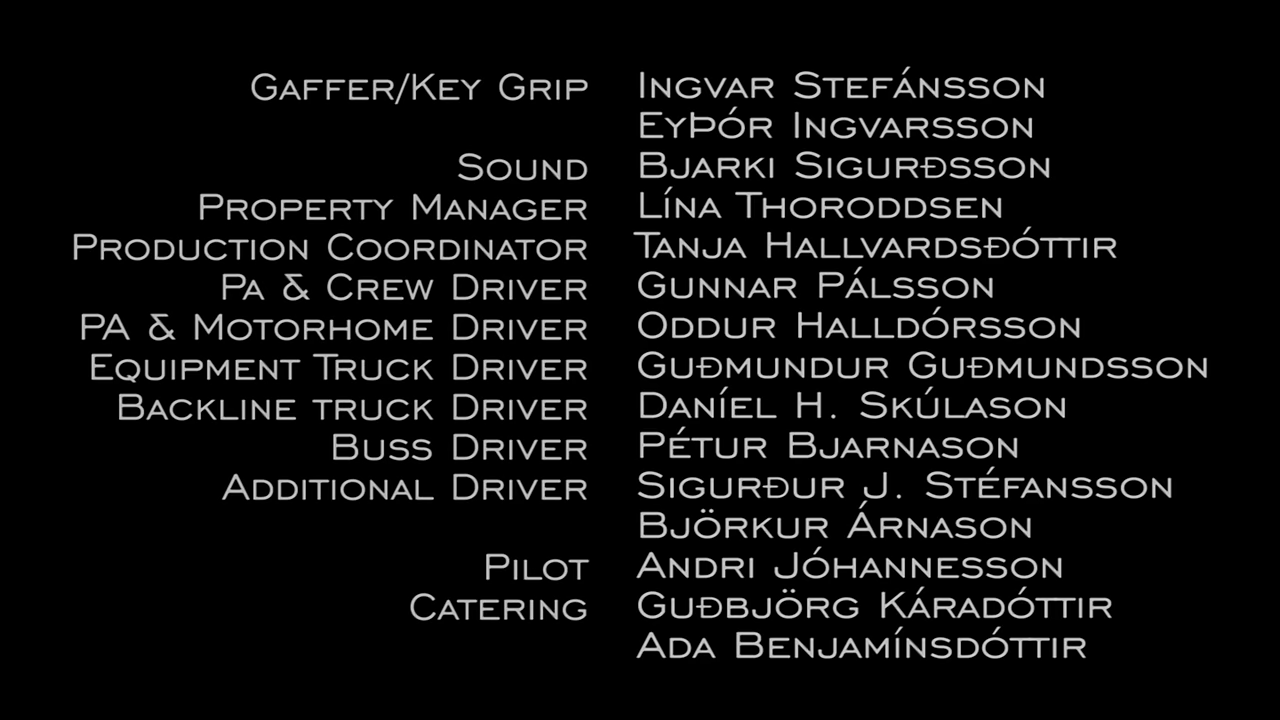 Gaffer/Key Grip Ingvar Stefánsson
Eyþór Ingvarsson
Sound Bjarki Sigurðsson
Property Manager Lína Thoroddsen
Production Coordinator Tanja Hallvardsðóttir
Pa & Crew Driver Gunnar Pálsson
PA & Motorhome Driver Oddur Halldórsson
Equipment Truck Driver Guðmundur Guðmundsson
Backline truck Driver Daníel H. Skúlason
Buss Driver Pétur Bjarnason
Additional Driver Sigurður J. Stéfansson
Björkur Árnason
Pilot Andri Jóhannesson
Catering Guðbjörg Káradóttir
Ada Benjamínsdóttir